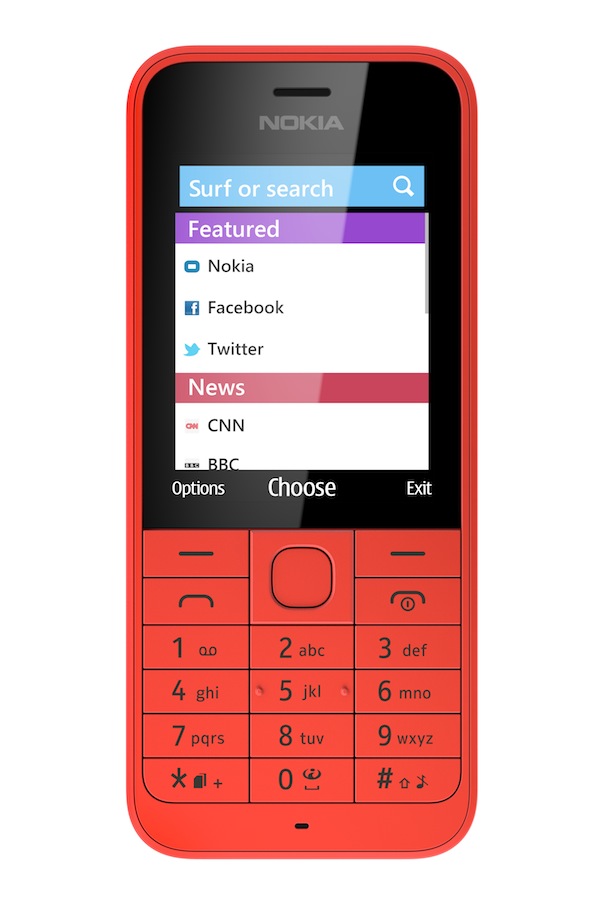 NOKIA
Surf or search
Featured
Nokia
Facebook
Twitter
News
CNN
BBC
Options Choose Exit
1 2 abc 3 def
4 ghi 5 jkl 6 mno
7 pqrs 8 tuv 9 wxyz
* + 0 #